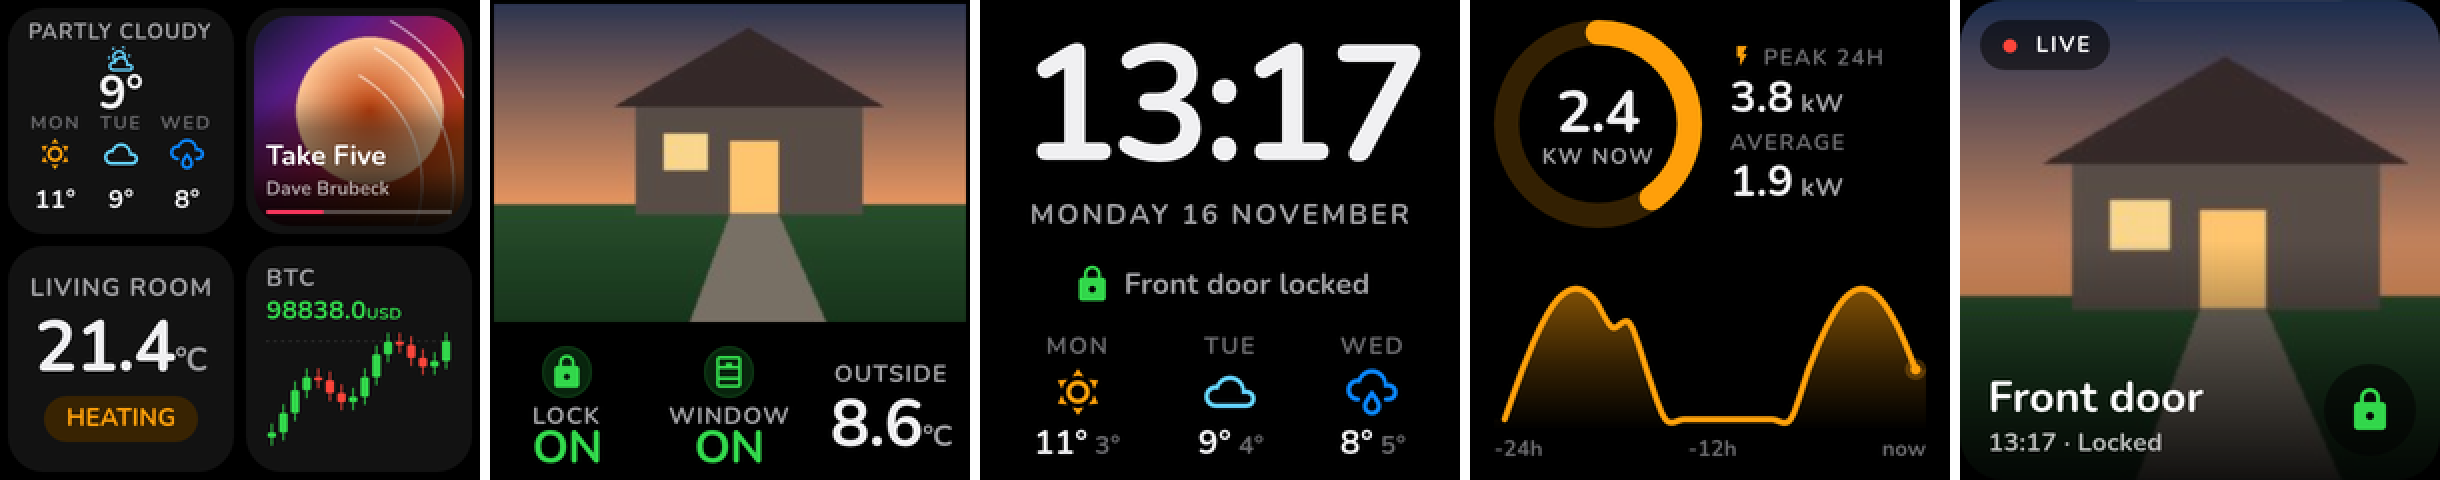 PARTLY CLOUDY
9°
MON TUE WED
11° 9° 8°
Take Five
Dave Brubeck
LIVING ROOM
21.4°C
HEATING
BTC
98838.0USD
LOCK
ON
WINDOW
ON
OUTSIDE
8.6°C
13:17
MONDAY 16 NOVEMBER
Front door locked
MON TUE WED
11° 3° 9° 4° 8° 5°
2.4
KW NOW
PEAK 24H
3.8 kW
AVERAGE
1.9 kW
-24h -12h now
LIVE
Front door
13:17 · Locked